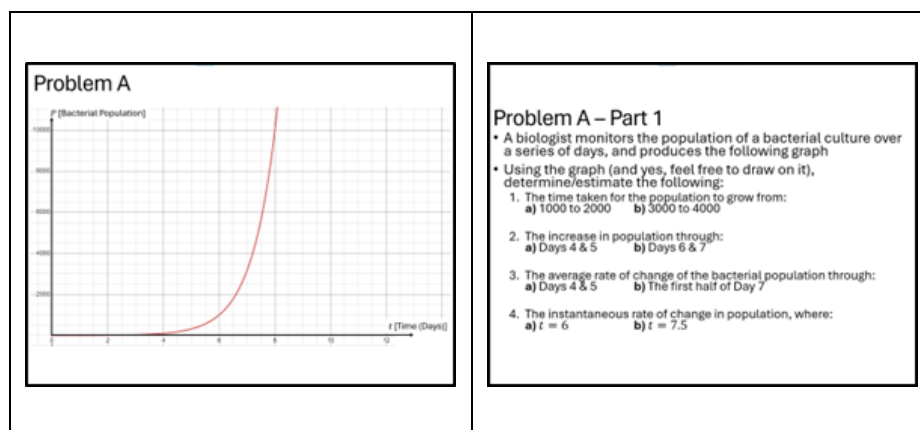 Problem A
P [Bacterial Population]
10000
8000
6000
4000
2000
t [Time (Days)]
0 2 4 6 8 10 12
Problem A – Part 1
• A biologist monitors the population of a bacterial culture over
a series of days, and produces the following graph
• Using the graph (and yes, feel free to draw on it),
determine/estimate the following:
1. The time taken for the population to grow from:
a) 1000 to 2000 b) 3000 to 4000
2. The increase in population through:
a) Days 4 & 5 b) Days 6 & 7
3. The average rate of change of the bacterial population through:
a) Days 4 & 5 b) The first half of Day 7
4. The instantaneous rate of change in population, where:
a) t = 6 b) t = 7.5